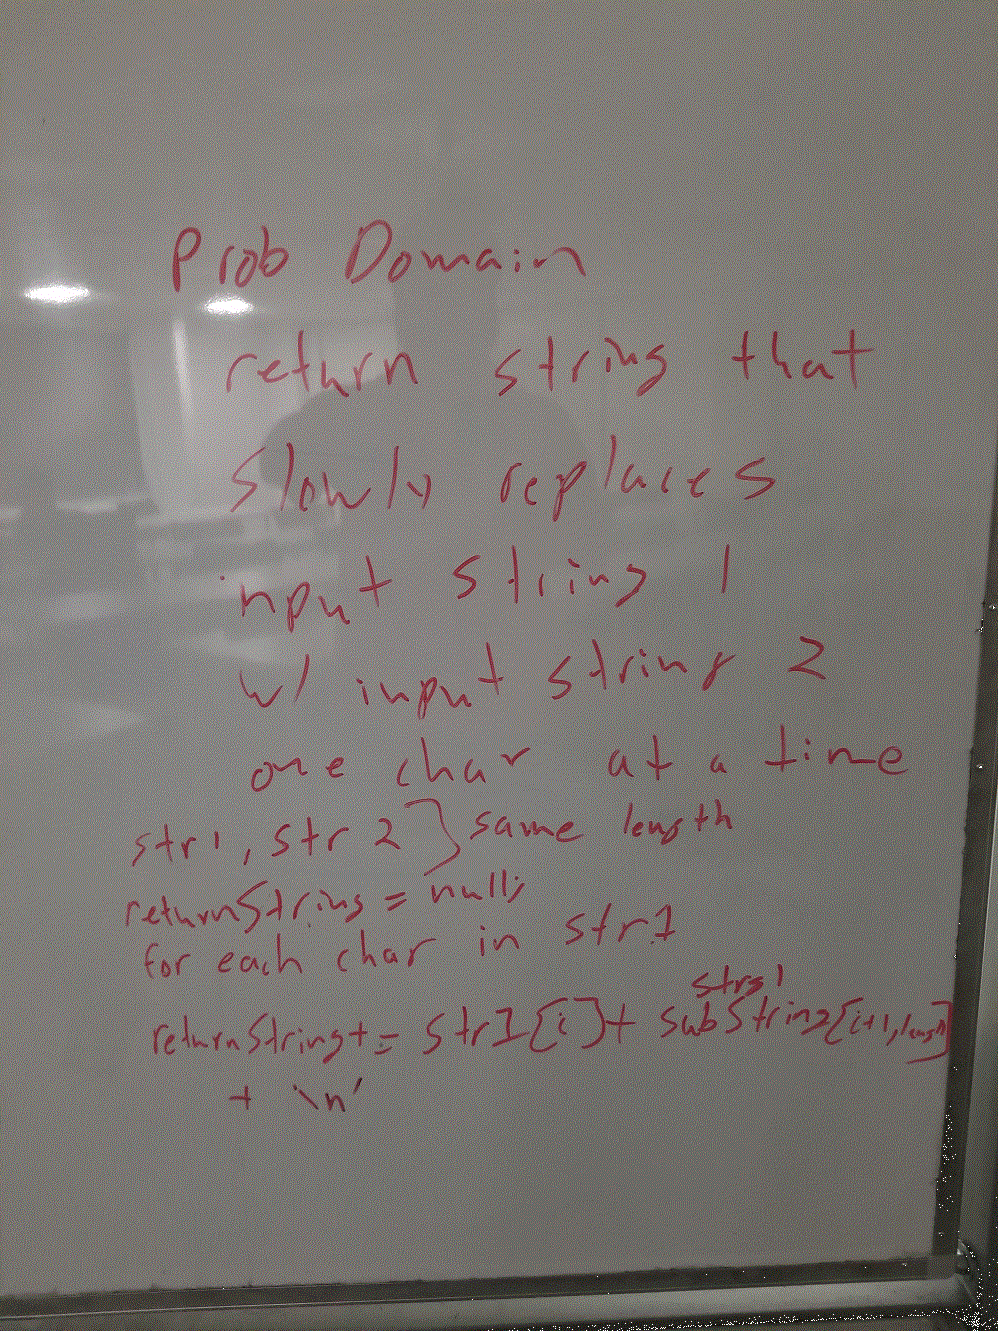 Prob Domain
return string that
slowly replaces
input string 1
w/ input string 2
one char at a time
str1, str2 } same length
returnString = null;
for each char in str1
strs1
returnString += str1[i] + subString[i+1, length]
+ '\n'